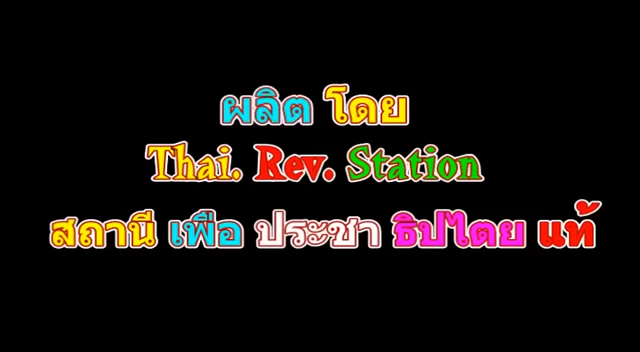 ผลิต โดย
Thai. Rev. Station
สถานี เพื่อ ประชา ธิปไตย แท้